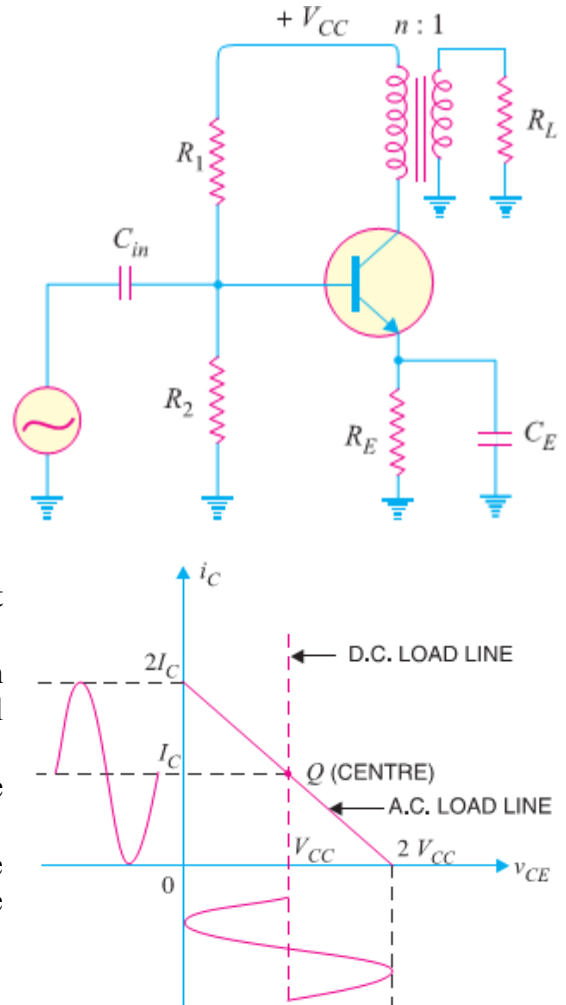 + V_CC
n : 1
R_1
R_L
C_in
R_2
R_E
C_E
i_C
D.C. LOAD LINE
2I_C
I_C
Q (CENTRE)
A.C. LOAD LINE
V_CC
2 V_CC
v_CE
0